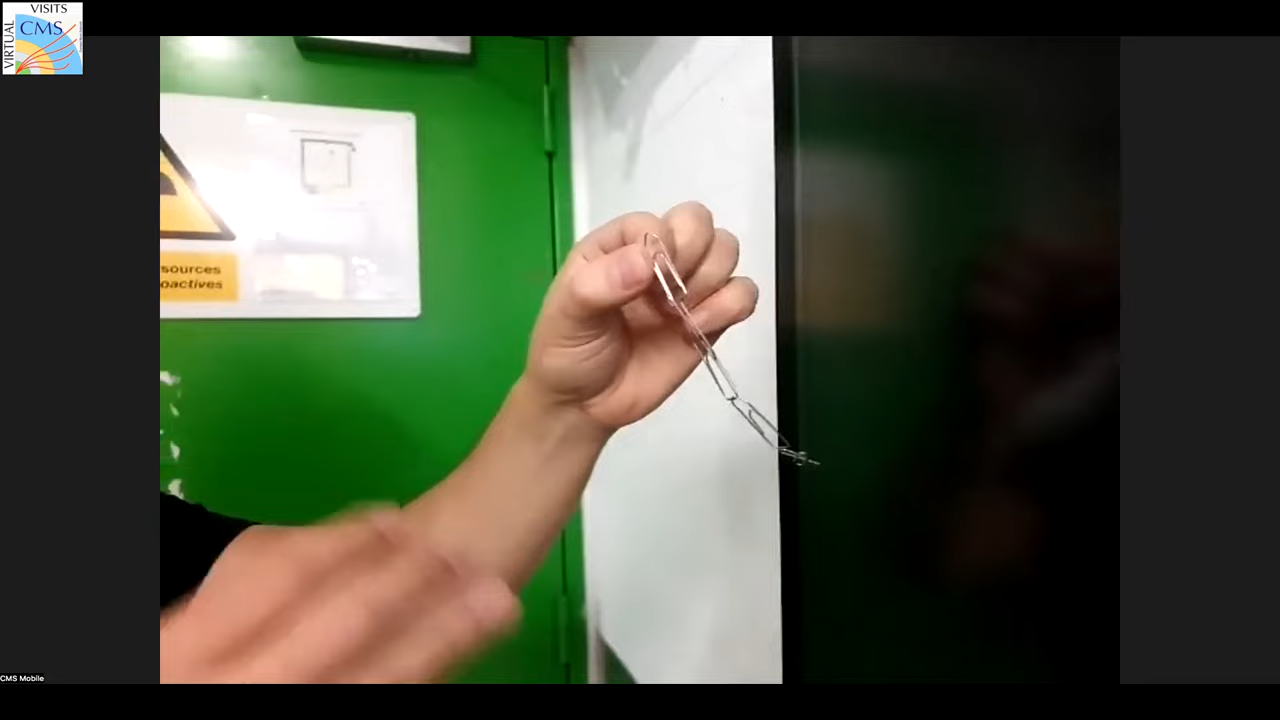 VISITS
VIRTUAL
CMS
sources
oactives
CMS Mobile